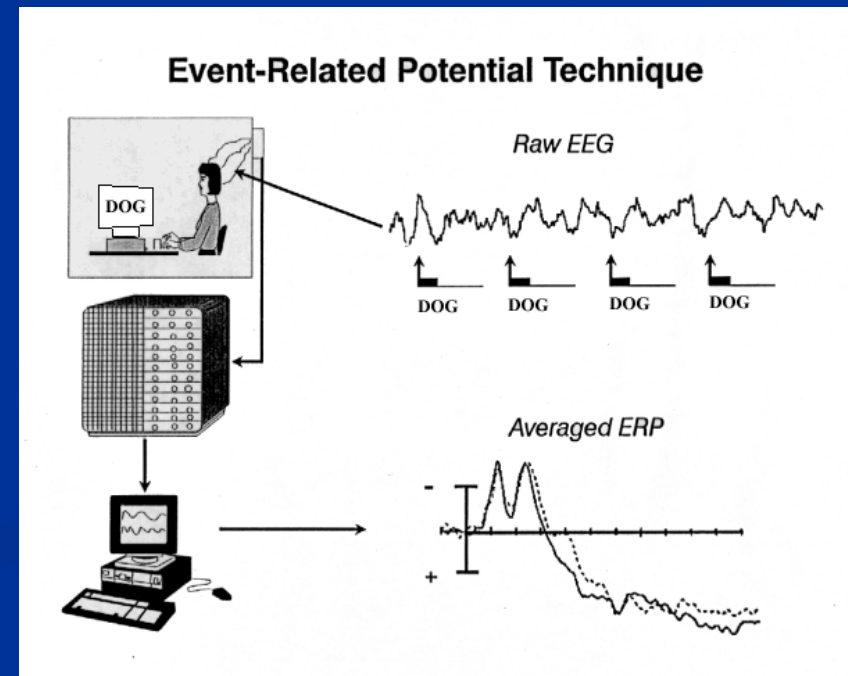 Event-Related Potential Technique
Raw EEG
DOG
DOG DOG DOG DOG
Averaged ERP
-
+